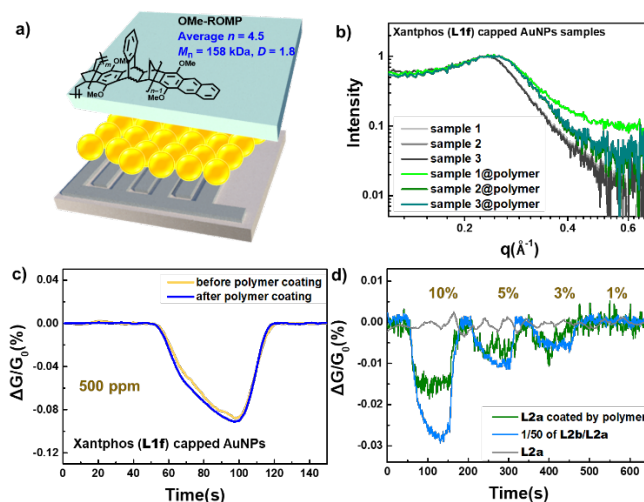 a)
OMe-ROMP
Average n = 4.5
Mn = 158 kDa, D = 1.8
m
OMe
OMe
MeO
n-1
MeO
b)
Xantphos (L1f) capped AuNPs samples
Intensity
1
0.1
0.01
sample 1
sample 2
sample 3
sample 1@polymer
sample 2@polymer
sample 3@polymer
0.2 0.4 0.6
q(Å⁻¹)
c)
before polymer coating
after polymer coating
ΔG/G₀(%)
0.00
-0.04
-0.08
-0.12
500 ppm
Xantphos (L1f) capped AuNPs
0 20 40 60 80 100 120 140
Time(s)
d)
10% 5% 3% 1%
ΔG/G₀(%)
0.01
0.00
-0.01
-0.02
-0.03
L2a coated by polymer
1/50 of L2b/L2a
L2a
0 100 200 300 400 500 600
Time(s)